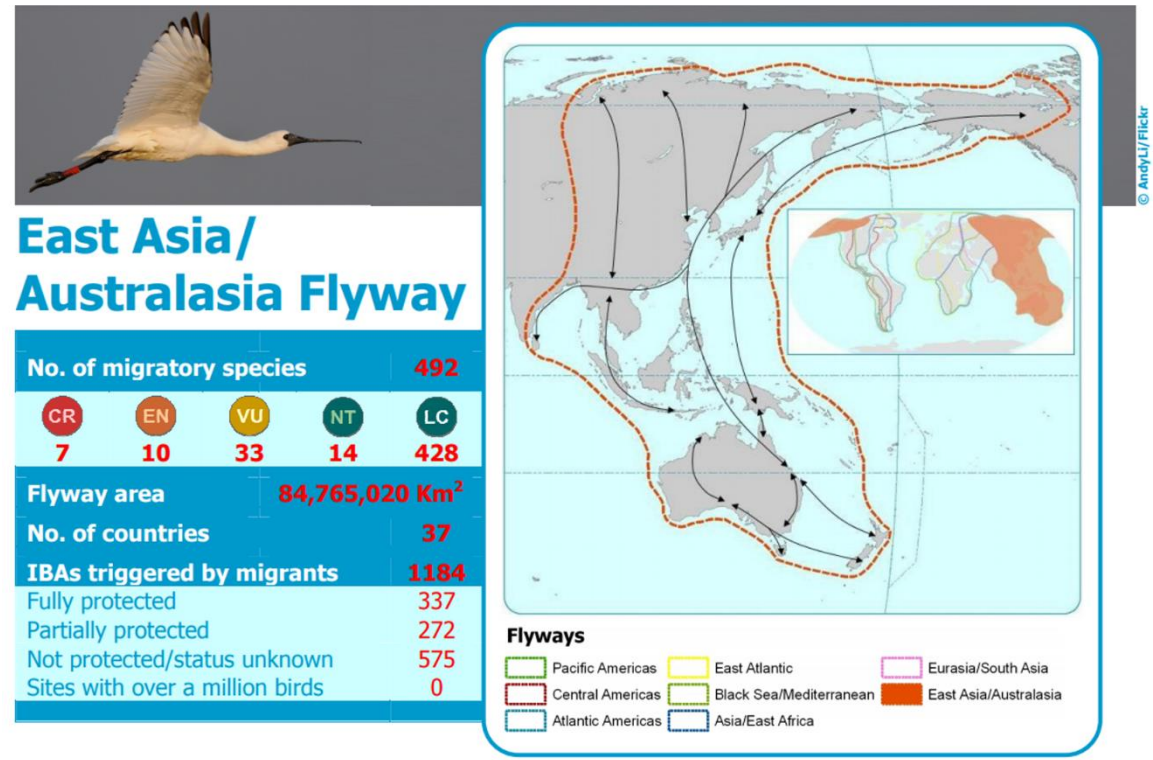 © AndyLi/Flickr
East Asia/
Australasia Flyway
No. of migratory species 492
CR EN VU NT LC
7 10 33 14 428
Flyway area 84,765,020 Km²
No. of countries 37
IBAs triggered by migrants 1184
Fully protected 337
Partially protected 272
Not protected/status unknown 575
Sites with over a million birds 0
Flyways
Pacific Americas East Atlantic Eurasia/South Asia
Central Americas Black Sea/Mediterranean East Asia/Australasia
Atlantic Americas Asia/East Africa